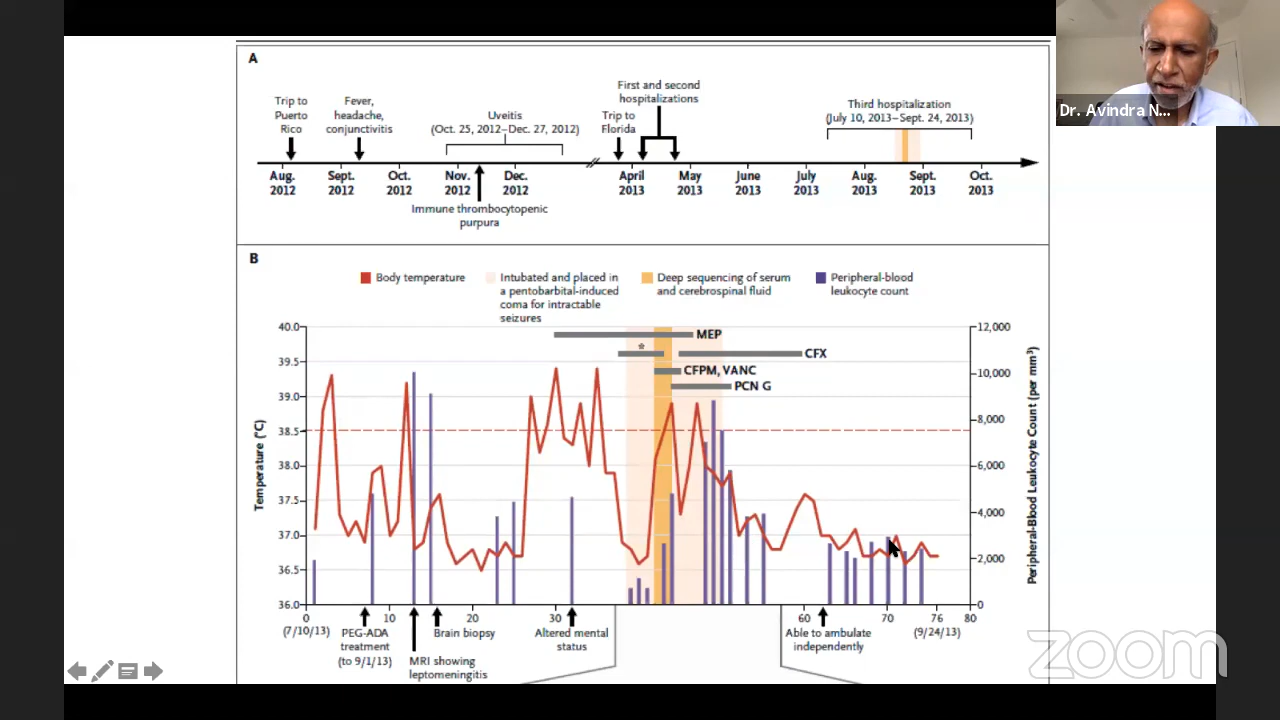 Dr. Avindra N...
A
Trip to
Puerto
Rico
Fever,
headache,
conjunctivitis
Uveitis
(Oct. 25, 2012–Dec. 27, 2012)
Trip to
Florida
First and second
hospitalizations
Third hospitalization
(July 10, 2013–Sept. 24, 2013)
Aug.
2012
Sept.
2012
Oct.
2012
Nov.
2012
Dec.
2012
April
2013
May
2013
June
2013
July
2013
Aug.
2013
Sept.
2013
Oct.
2013
Immune thrombocytopenic
purpura
B
Body temperature
Intubated and placed in
a pentobarbital-induced
coma for intractable
seizures
Deep sequencing of serum
and cerebrospinal fluid
Peripheral-blood
leukocyte count
Temperature (°C)
40.0
39.5
39.0
38.5
38.0
37.5
37.0
36.5
36.0
MEP
*
CFX
CFPM, VANC
PCN G
12,000
10,000
8,000
6,000
4,000
2,000
0
Peripheral-Blood Leukocyte Count (per mm³)
0
10
20
30
60
70
76
80
(7/10/13)
(9/24/13)
PEG-ADA
treatment
(to 9/1/13)
MRI showing
leptomeningitis
Brain biopsy
Altered mental
status
Able to ambulate
independently
zoom